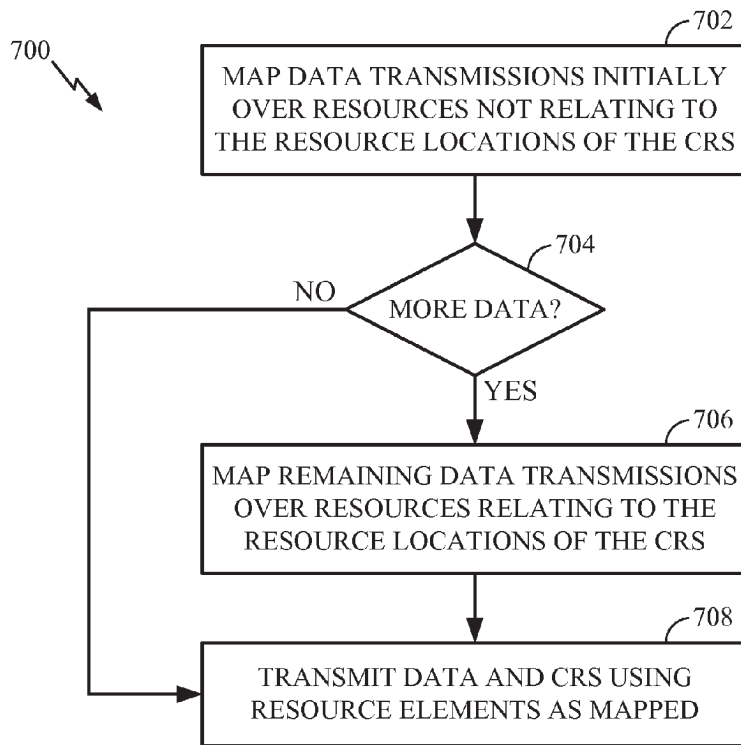 700
702
MAP DATA TRANSMISSIONS INITIALLY
OVER RESOURCES NOT RELATING TO
THE RESOURCE LOCATIONS OF THE CRS
704
MORE DATA?
NO
YES
706
MAP REMAINING DATA TRANSMISSIONS
OVER RESOURCES RELATING TO THE
RESOURCE LOCATIONS OF THE CRS
708
TRANSMIT DATA AND CRS USING
RESOURCE ELEMENTS AS MAPPED